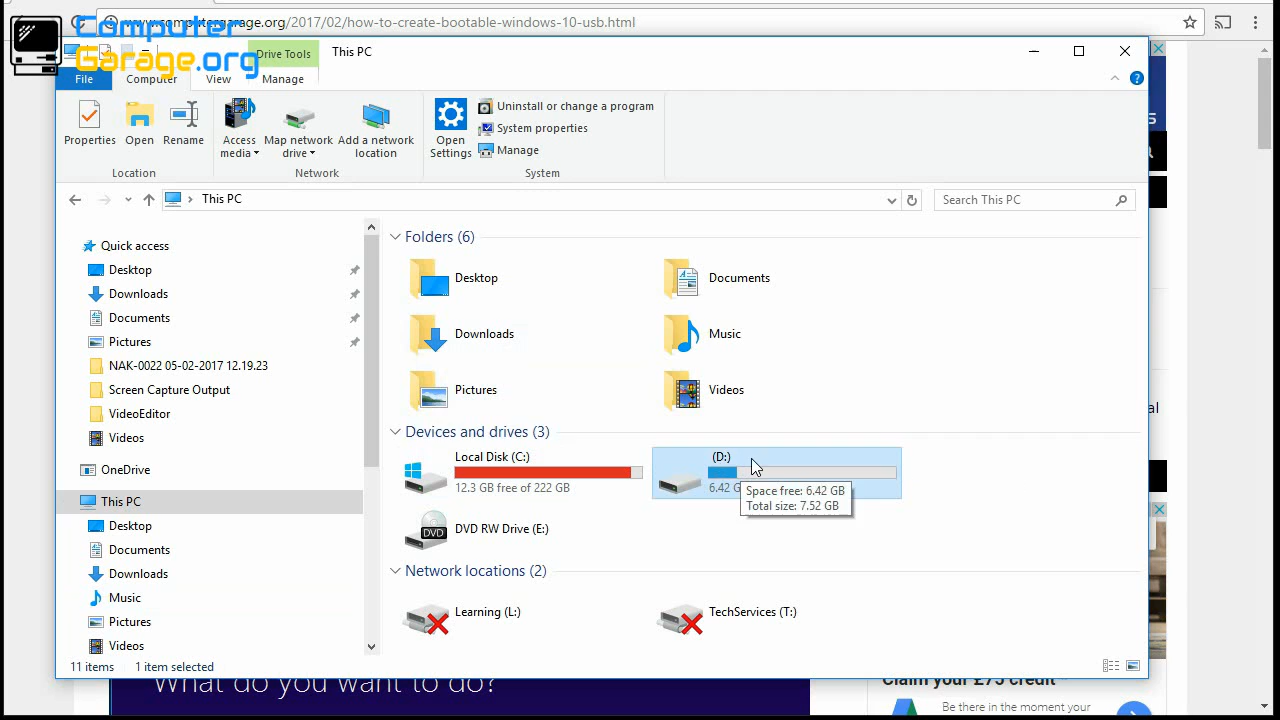 www.computergarage.org/2017/02/how-to-create-bootable-windows-10-usb.html
Computer
Garage.org
Drive Tools
This PC
File
Computer
View
Manage
Properties
Open
Rename
Access media
Map network drive
Add a network location
Open Settings
Uninstall or change a program
System properties
Manage
Location
Network
System
This PC
Search This PC
Quick access
Desktop
Downloads
Documents
Pictures
NAK-0022 05-02-2017 12.19.23
Screen Capture Output
VideoEditor
Videos
OneDrive
This PC
Desktop
Documents
Downloads
Music
Pictures
Videos
Folders (6)
Desktop
Documents
Downloads
Music
Pictures
Videos
Devices and drives (3)
Local Disk (C:)
12.3 GB free of 222 GB
(D:)
6.42 G
Space free: 6.42 GB
Total size: 7.52 GB
DVD
DVD RW Drive (E:)
Network locations (2)
Learning (L:)
TechServices (T:)
11 items
1 item selected
What do you want to do?
Claim your £75 credit
Be there in the moment your